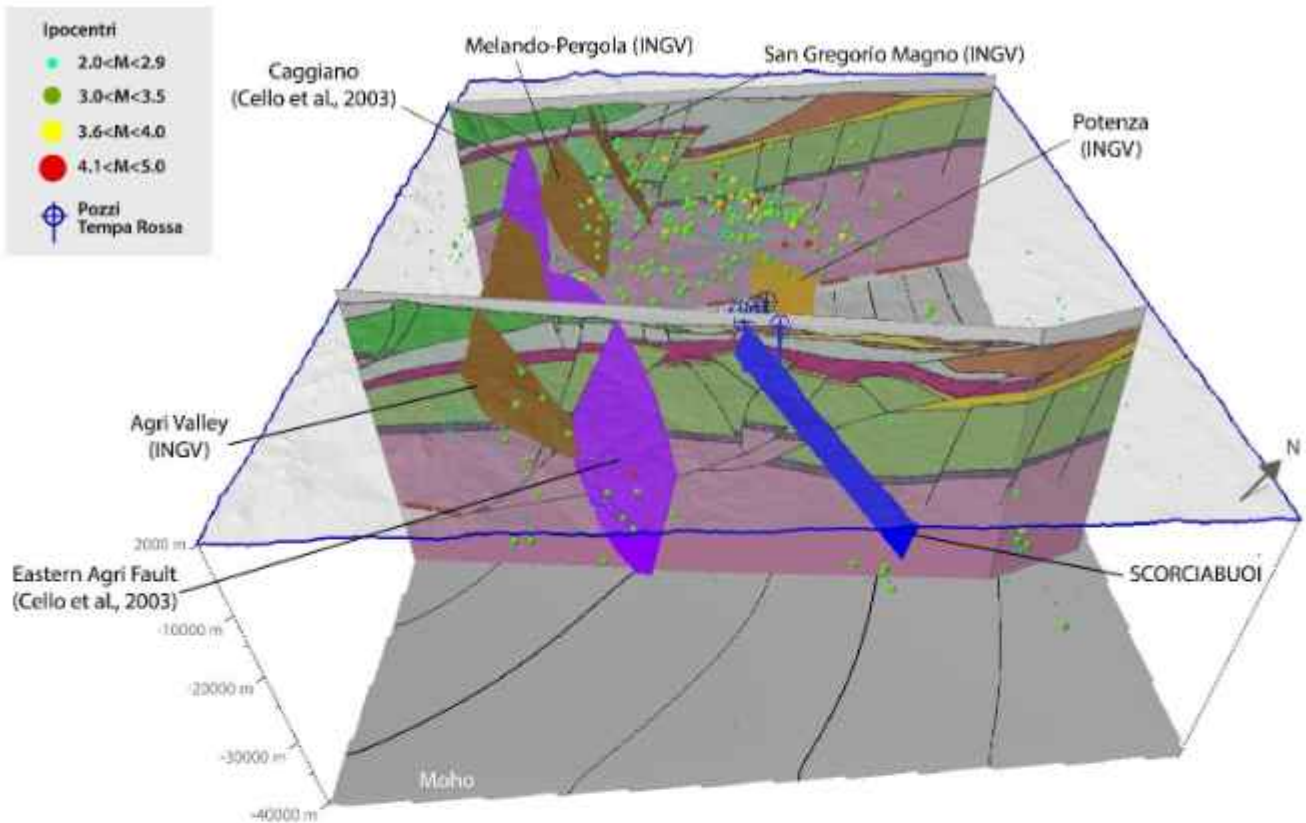 Ipocentri
2.0<M<2.9
3.0<M<3.5
3.6<M<4.0
4.1<M<5.0
Pozzi
Tempa Rossa
Melando-Pergola (INGV)
San Gregorio Magno (INGV)
Caggiano
(Cello et al., 2003)
Potenza
(INGV)
Agri Valley
(INGV)
N
2000 m
Eastern Agri Fault
(Cello et al., 2003)
SCORCIABUOI
-10000 m
-20000 m
-30000 m
Moho
-40000 m